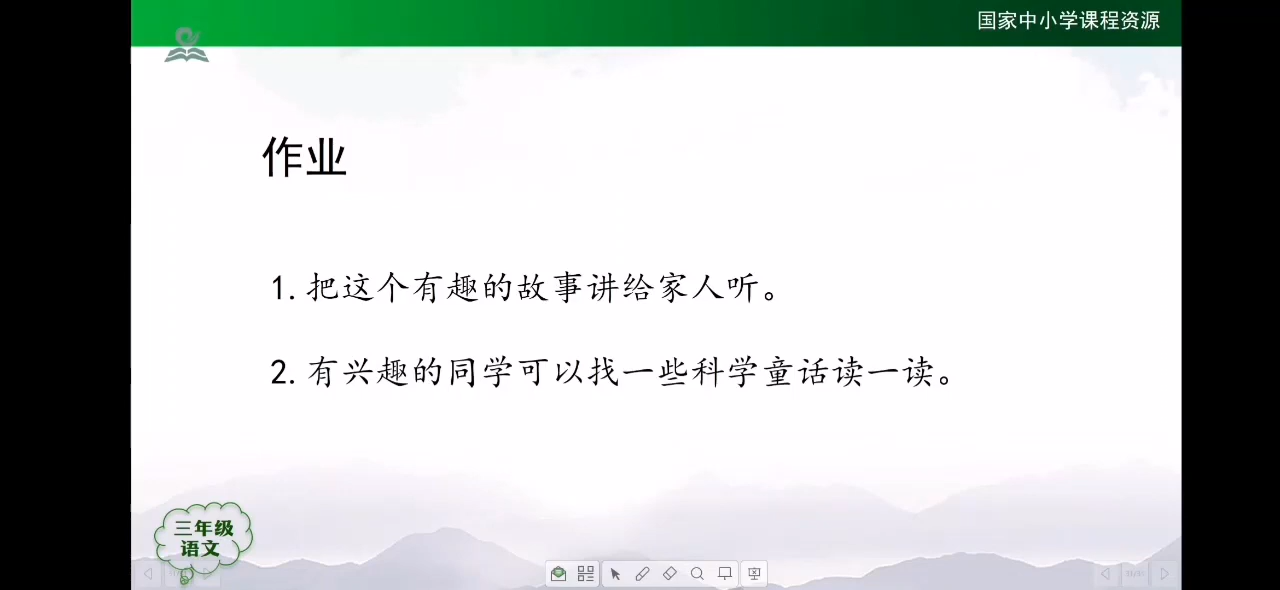 国家中小学课程资源
作业
1.把这个有趣的故事讲给家人听。
2.有兴趣的同学可以找一些科学童话读一读。
三年级
语文